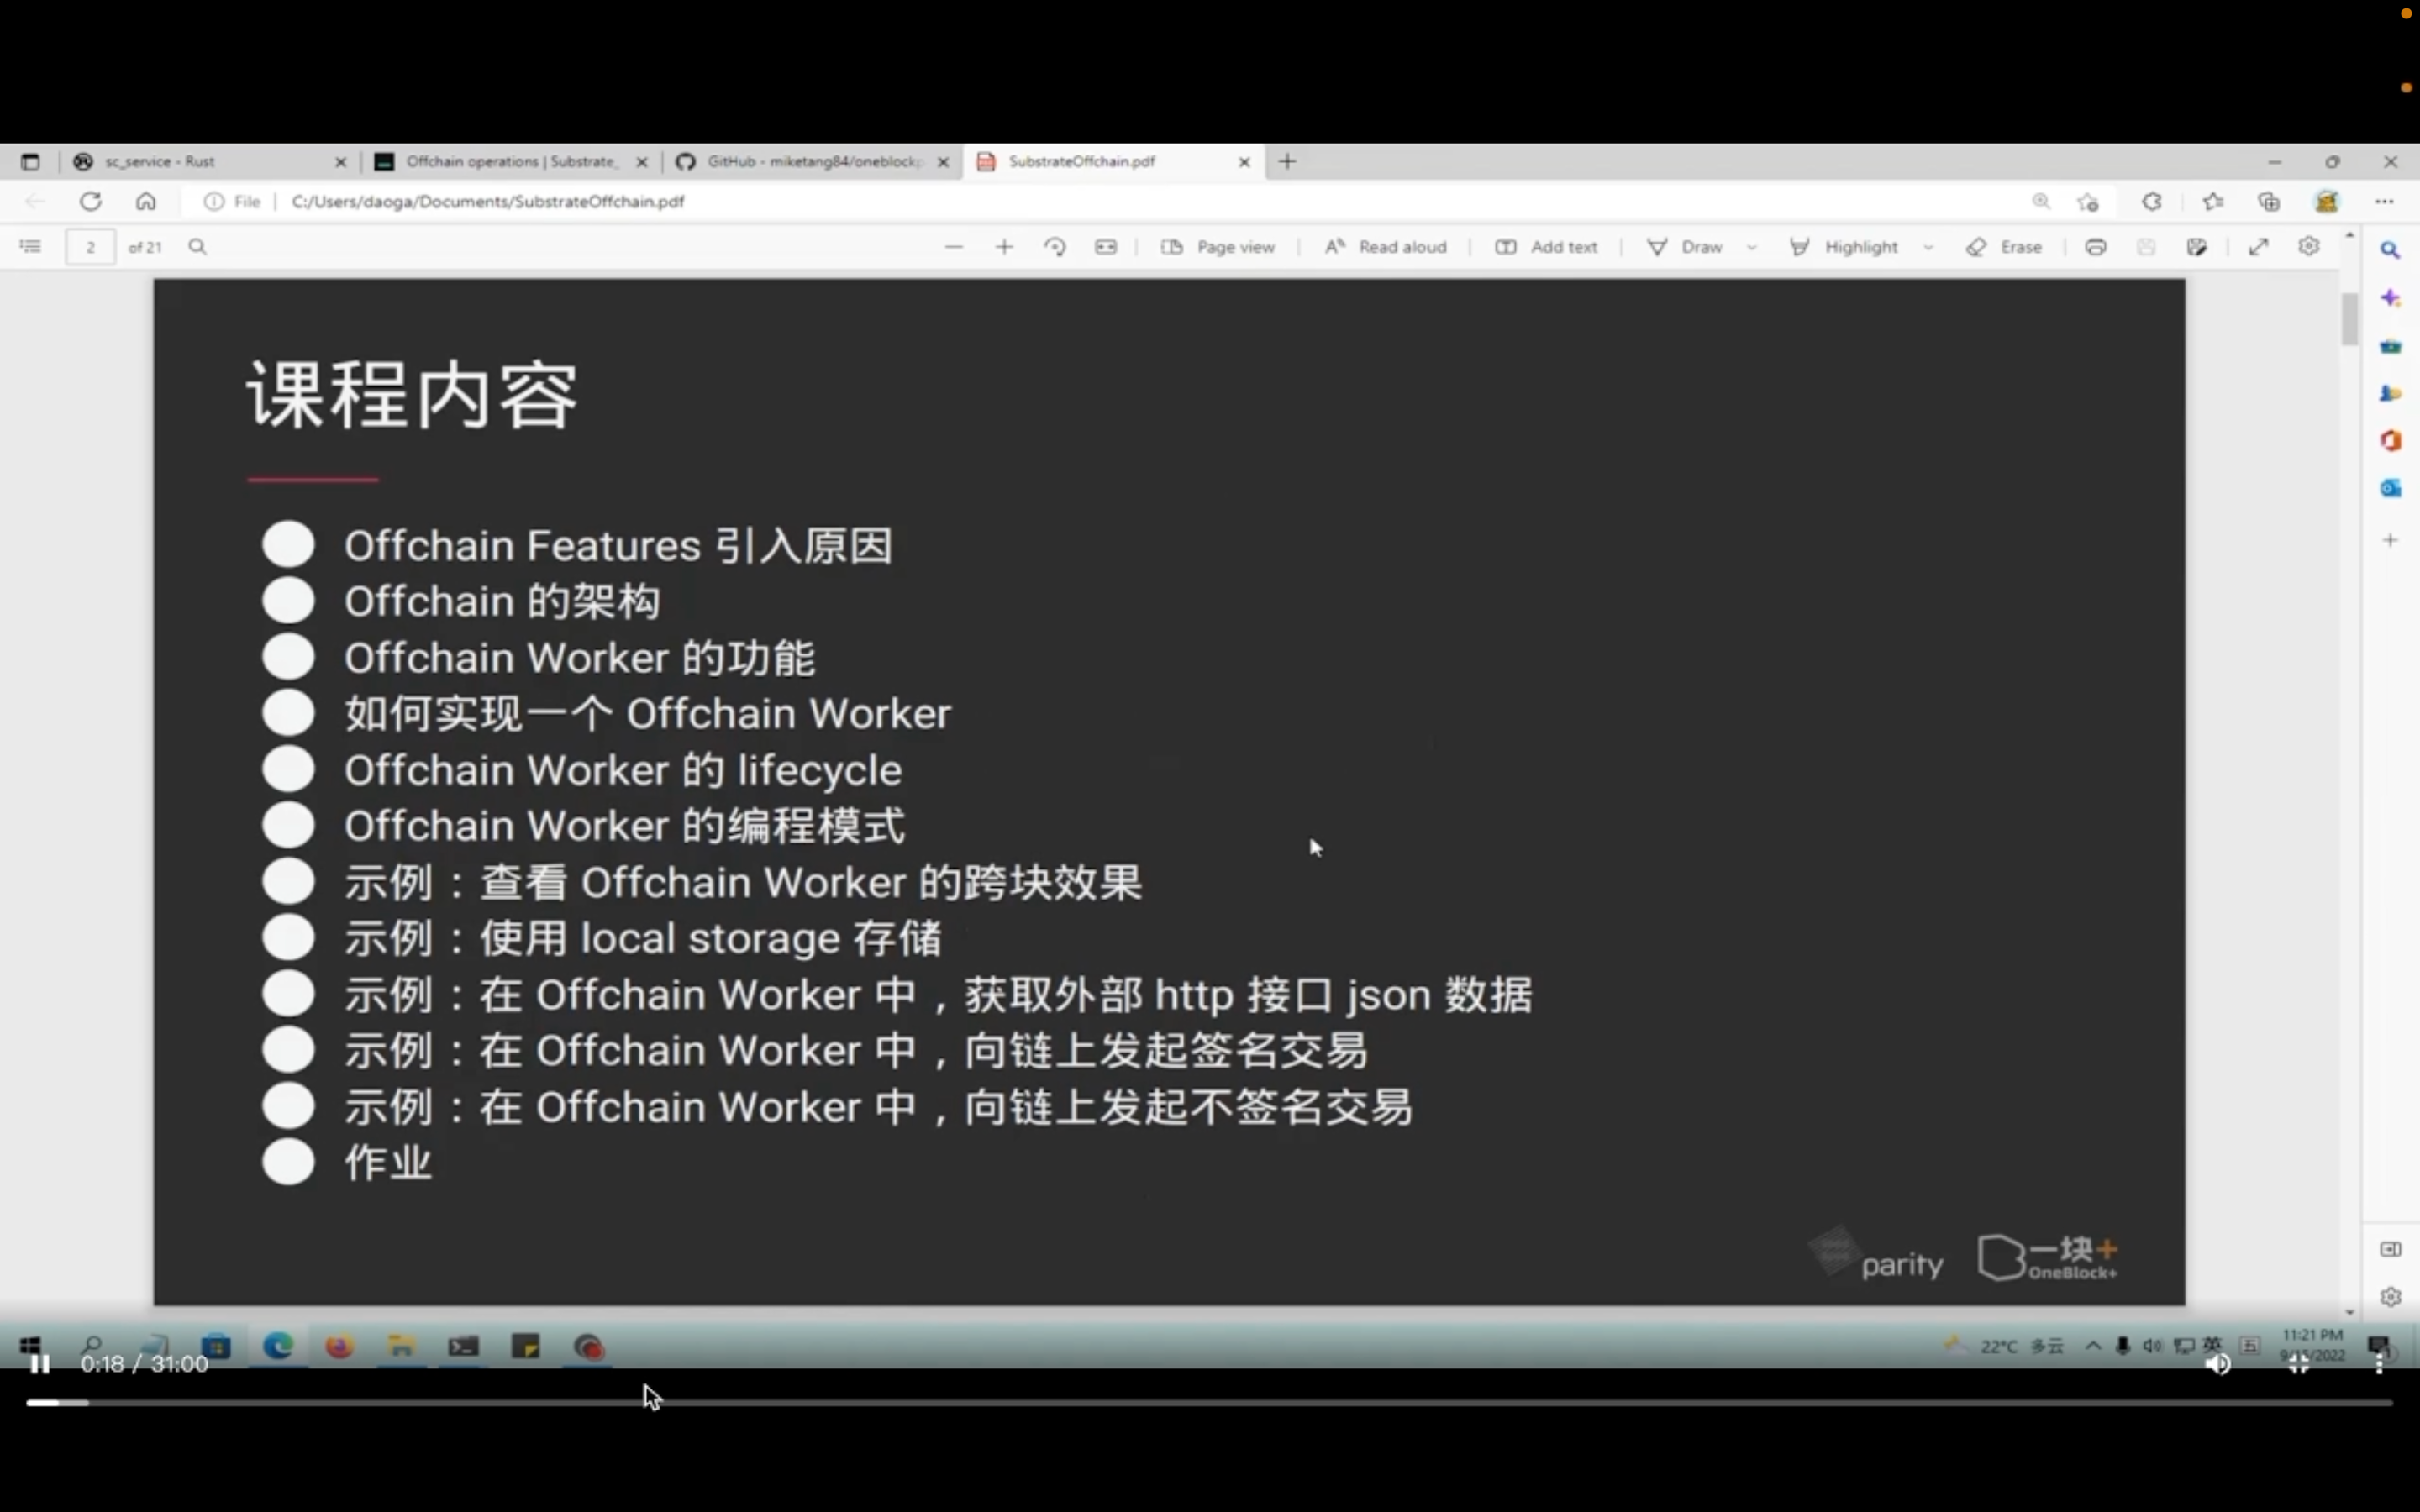 sc_service - Rust
Offchain operations | Substrate_
GitHub - miketang84/oneblockp
SubstrateOffchain.pdf
File
C:/Users/daoga/Documents/SubstrateOffchain.pdf
2 of 21
Page view
Read aloud
Add text
Draw
Highlight
Erase
课程内容
Offchain Features 引入原因
Offchain 的架构
Offchain Worker 的功能
如何实现一个 Offchain Worker
Offchain Worker 的 lifecycle
Offchain Worker 的编程模式
示例：查看 Offchain Worker 的跨块效果
示例：使用 local storage 存储
示例：在 Offchain Worker 中，获取外部 http 接口 json 数据
示例：在 Offchain Worker 中，向链上发起签名交易
示例：在 Offchain Worker 中，向链上发起不签名交易
作业
parity
一块+
OneBlock+
22°C 多云
英
五
11:21 PM
9/15/2022
0:18 / 31:00